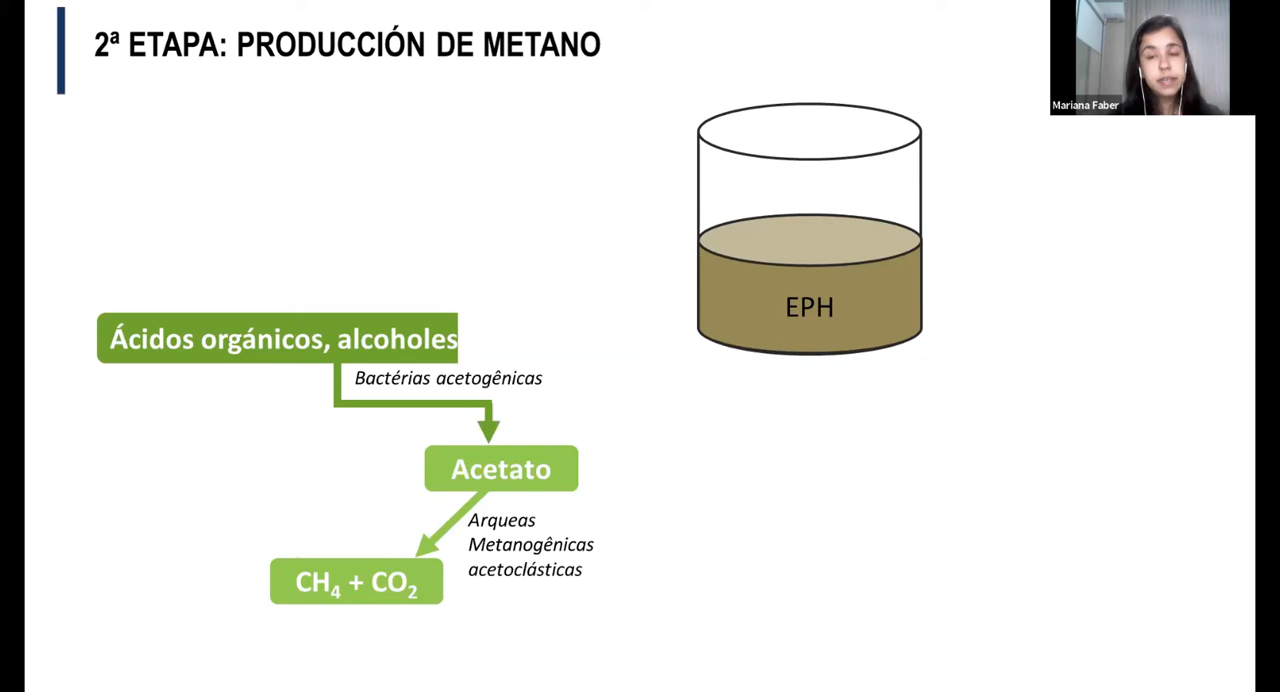 2ª ETAPA: PRODUCCIÓN DE METANO
Mariana Faber
EPH
Ácidos orgánicos, alcoholes
Bactérias acetogênicas
Acetato
Arqueas
Metanogênicas
acetoclásticas
CH₄ + CO₂